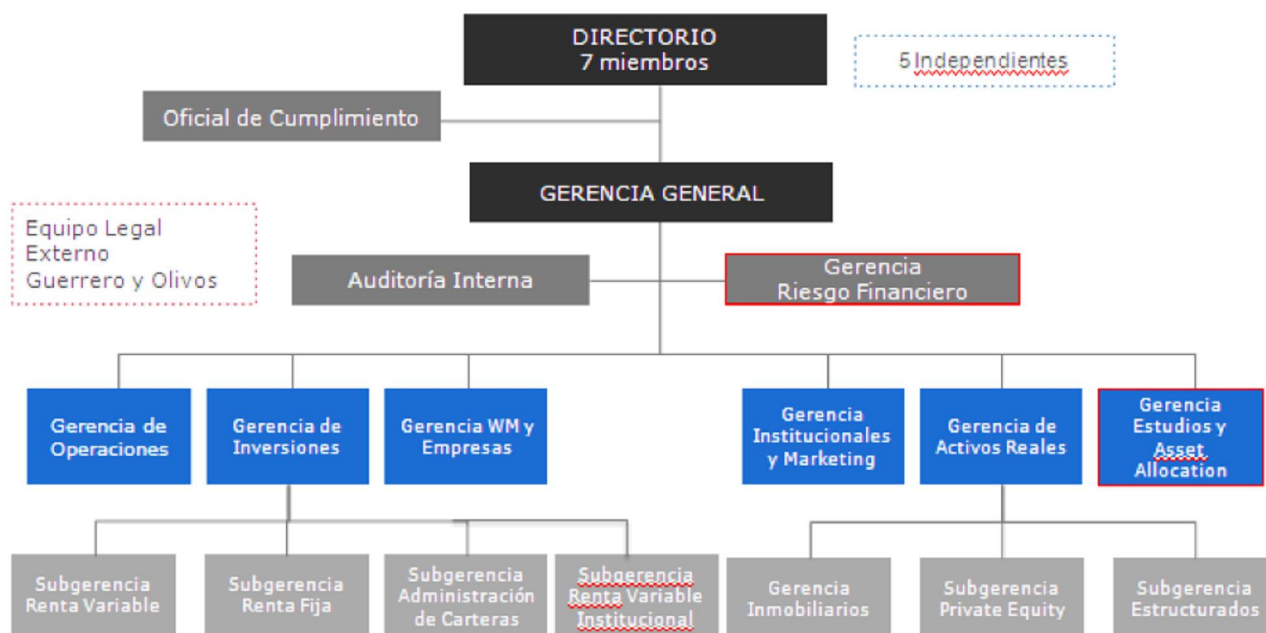 DIRECTORIO
7 miembros
5 Independientes
Oficial de Cumplimiento
GERENCIA GENERAL
Equipo Legal
Externo
Guerrero y Olivos
Auditoría Interna
Gerencia
Riesgo Financiero
Gerencia de
Operaciones
Gerencia de
Inversiones
Gerencia WM y
Empresas
Gerencia
Institucionales
y Marketing
Gerencia de
Activos Reales
Gerencia
Estudios y
Asset
Allocation
Subgerencia
Renta Variable
Subgerencia
Renta Fija
Subgerencia
Administración
de Carteras
Subgerencia
Renta Variable
Institucional
Gerencia
Inmobiliarios
Subgerencia
Private Equity
Subgerencia
Estructurados